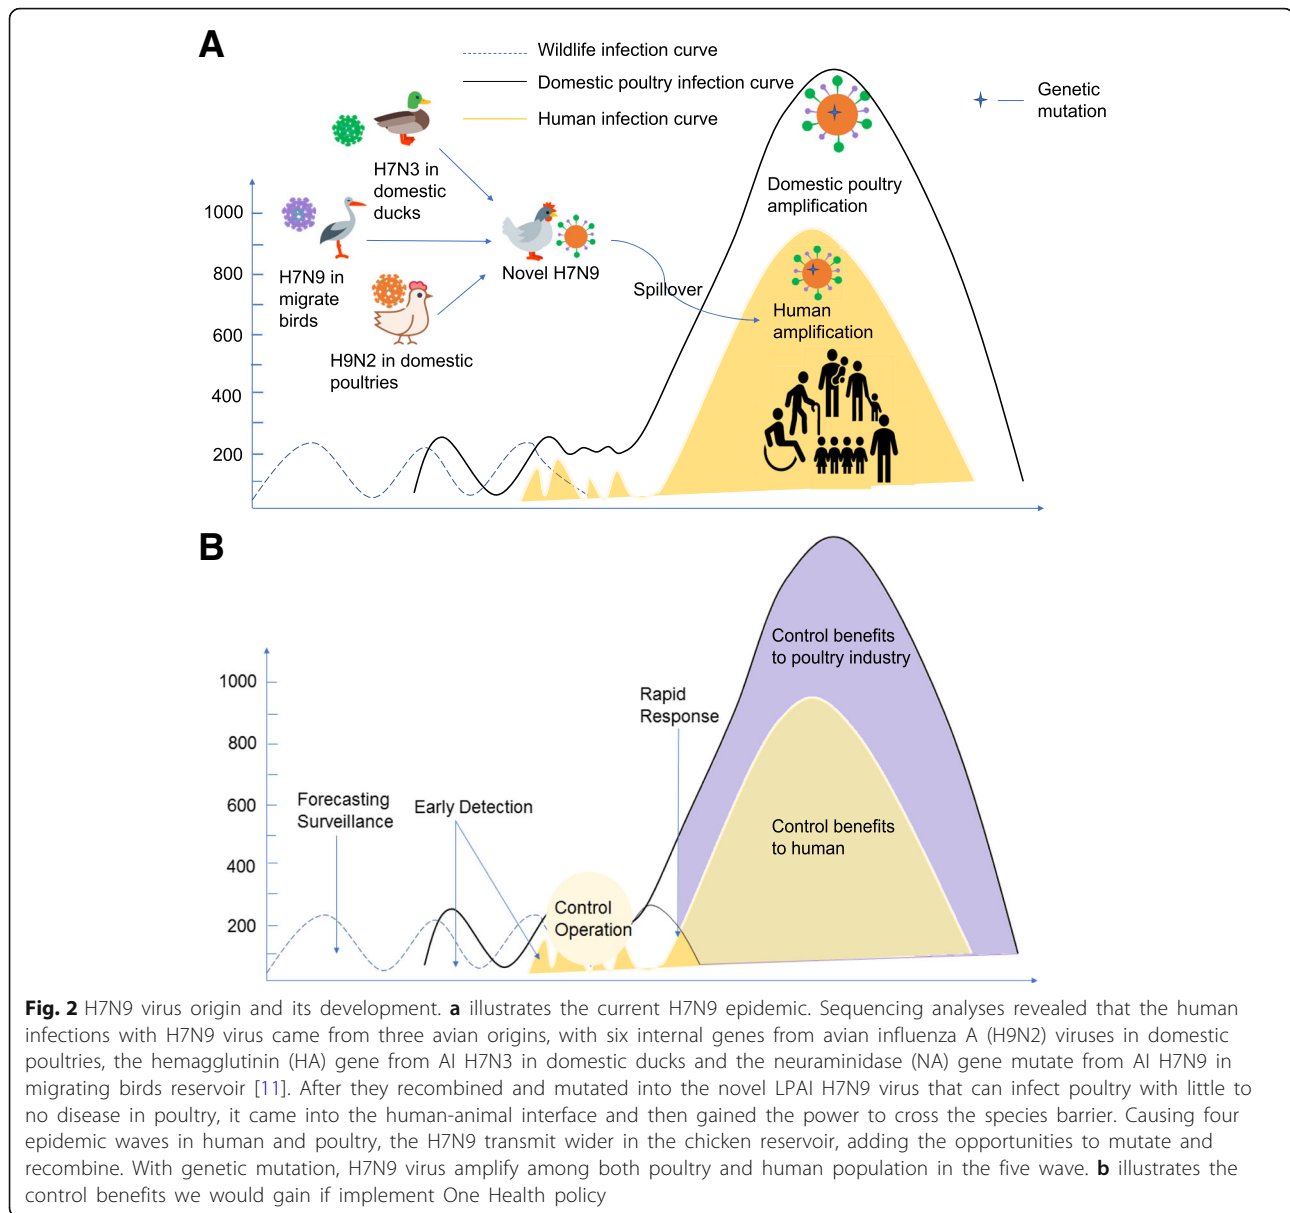 A
Wildlife infection curve
Domestic poultry infection curve
Human infection curve
Genetic
mutation
H7N3 in
domestic
ducks
H7N9 in
migrate
birds
H9N2 in domestic
poultries
Novel H7N9
Spillover
Domestic poultry
amplification
Human
amplification
1000
800
600
400
200
B
Forecasting
Surveillance
Early Detection
Control
Operation
Rapid
Response
Control benefits
to poultry industry
Control benefits
to human
1000
800
600
400
200
Fig. 2 H7N9 virus origin and its development. a illustrates the current H7N9 epidemic. Sequencing analyses revealed that the human
infections with H7N9 virus came from three avian origins, with six internal genes from avian influenza A (H9N2) viruses in domestic
poultries, the hemagglutinin (HA) gene from AI H7N3 in domestic ducks and the neuraminidase (NA) gene mutate from AI H7N9 in
migrating birds reservoir [11]. After they recombined and mutated into the novel LPAI H7N9 virus that can infect poultry with little to
no disease in poultry, it came into the human-animal interface and then gained the power to cross the species barrier. Causing four
epidemic waves in human and poultry, the H7N9 transmit wider in the chicken reservoir, adding the opportunities to mutate and
recombine. With genetic mutation, H7N9 virus amplify among both poultry and human population in the five wave. b illustrates the
control benefits we would gain if implement One Health policy